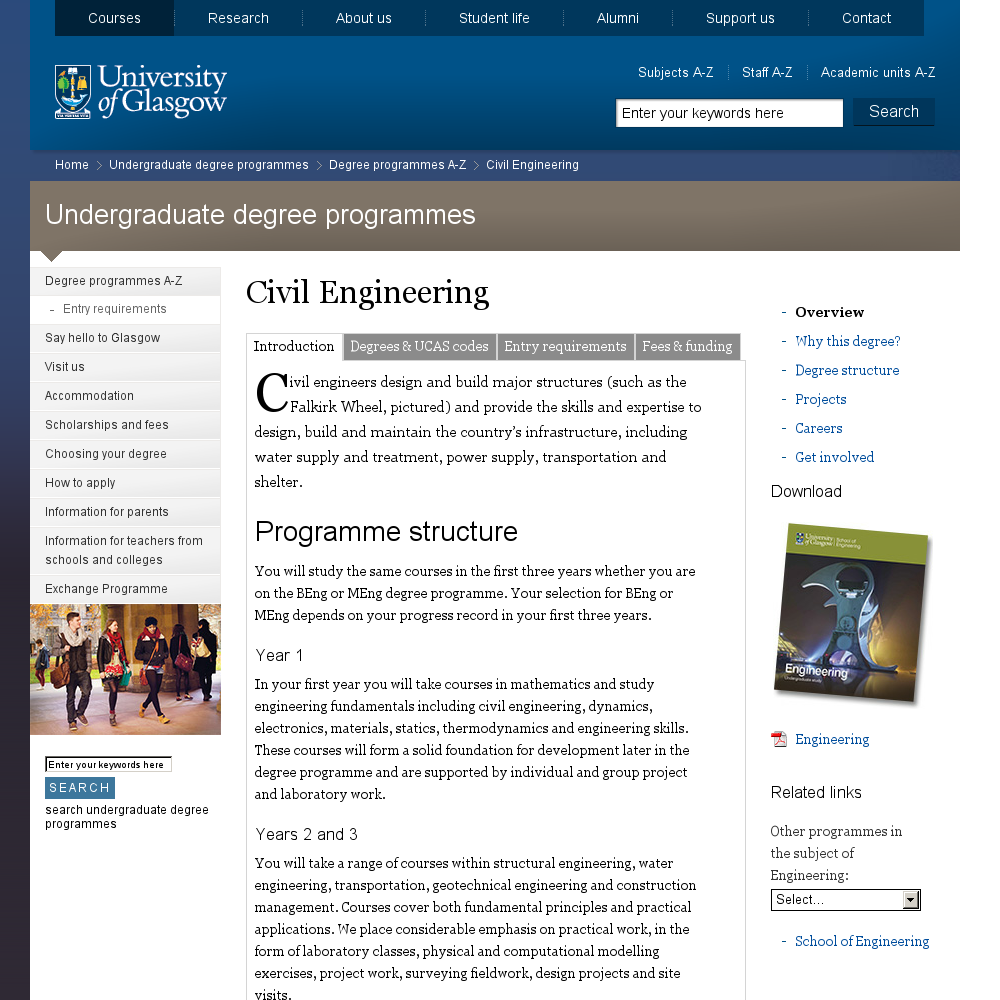 Courses
Research
About us
Student life
Alumni
Support us
Contact
University
of Glasgow
VIA VERITAS VITA
Subjects A-Z
Staff A-Z
Academic units A-Z
Enter your keywords here
Search
Home
Undergraduate degree programmes
Degree programmes A-Z
Civil Engineering
Undergraduate degree programmes
Degree programmes A-Z
- Entry requirements
Say hello to Glasgow
Visit us
Accommodation
Scholarships and fees
Choosing your degree
How to apply
Information for parents
Information for teachers from
schools and colleges
Exchange Programme
Enter your keywords here
SEARCH
search undergraduate degree
programmes
Civil Engineering
Introduction
Degrees & UCAS codes
Entry requirements
Fees & funding
Civil engineers design and build major structures (such as the
Falkirk Wheel, pictured) and provide the skills and expertise to
design, build and maintain the country's infrastructure, including
water supply and treatment, power supply, transportation and
shelter.
Programme structure
You will study the same courses in the first three years whether you are
on the BEng or MEng degree programme. Your selection for BEng or
MEng depends on your progress record in your first three years.
Year 1
In your first year you will take courses in mathematics and study
engineering fundamentals including civil engineering, dynamics,
electronics, materials, statics, thermodynamics and engineering skills.
These courses will form a solid foundation for development later in the
degree programme and are supported by individual and group project
and laboratory work.
Years 2 and 3
You will take a range of courses within structural engineering, water
engineering, transportation, geotechnical engineering and construction
management. Courses cover both fundamental principles and practical
applications. We place considerable emphasis on practical work, in the
form of laboratory classes, physical and computational modelling
exercises, project work, surveying fieldwork, design projects and site
visits.
- Overview
- Why this degree?
- Degree structure
- Projects
- Careers
- Get involved
Download
University
of Glasgow
School of
Engineering
Engineering
Undergraduate study
Engineering
Related links
Other programmes in
the subject of
Engineering:
Select...
- School of Engineering